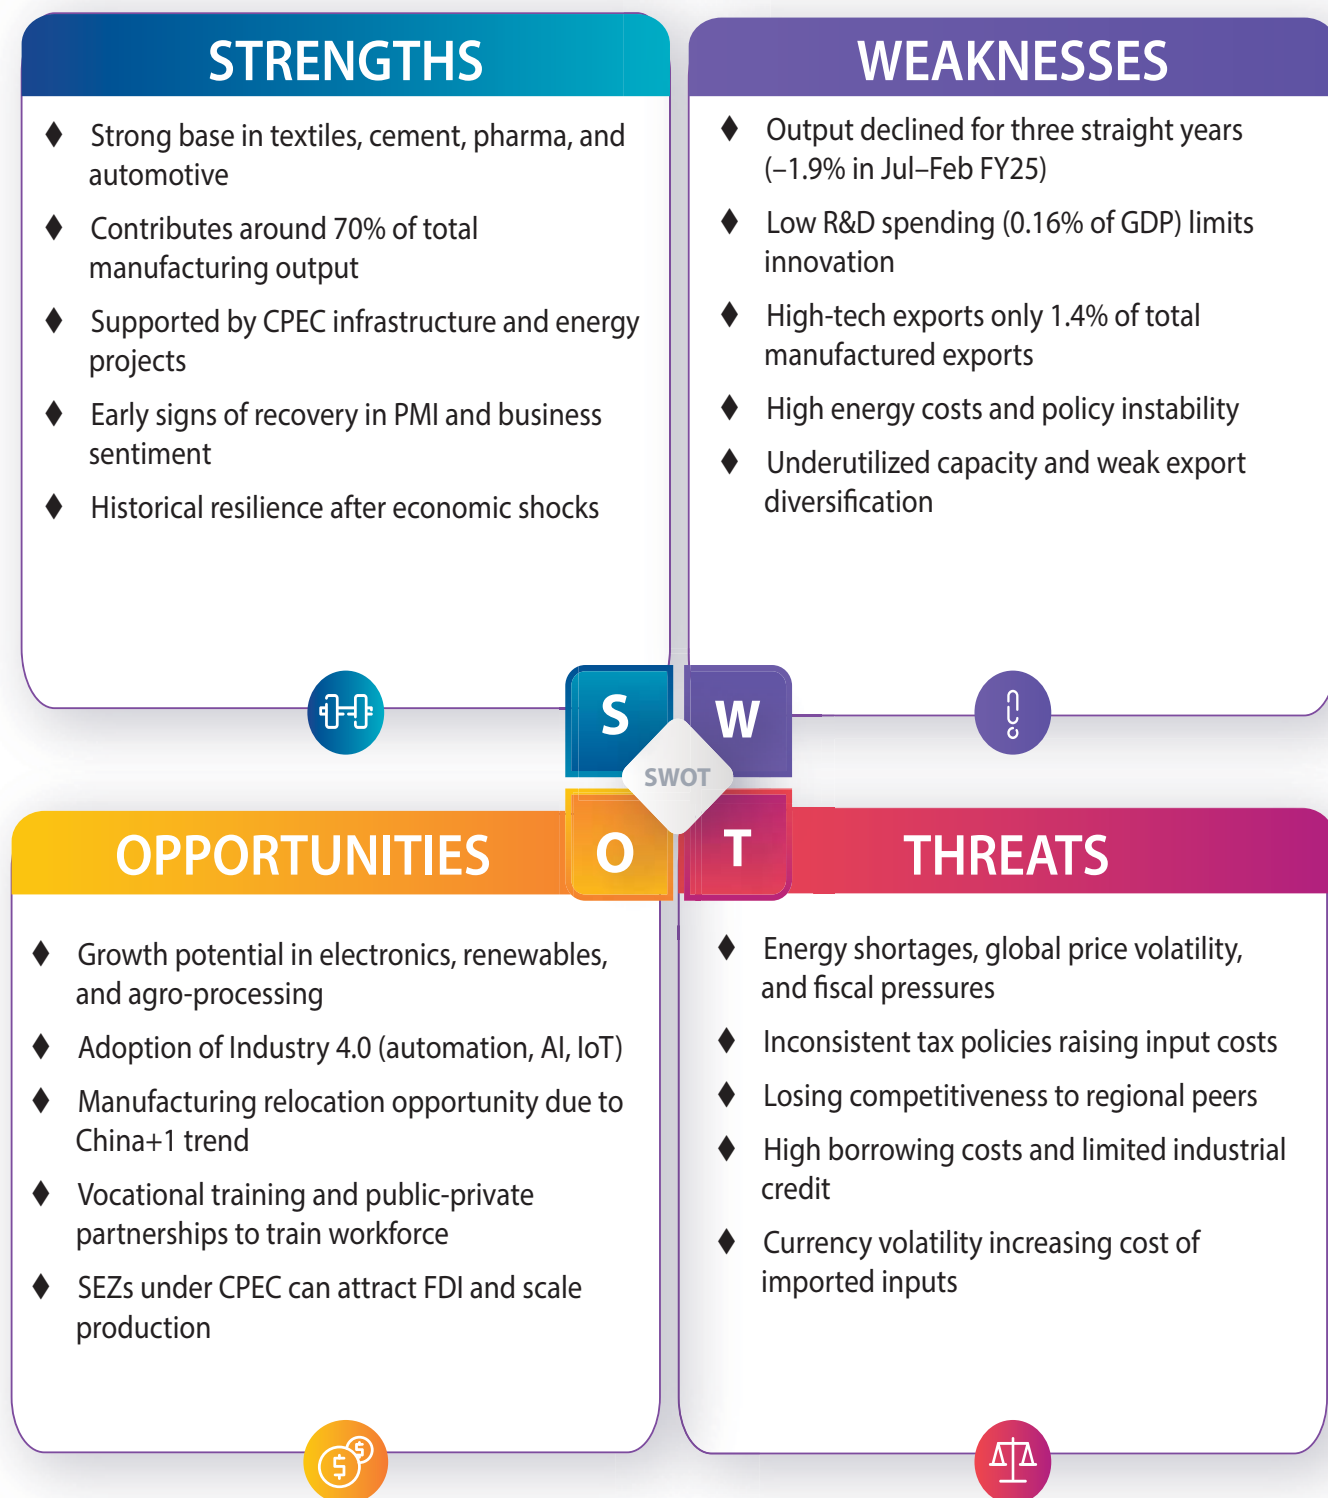 STRENGTHS
♦ Strong base in textiles, cement, pharma, and
automotive
♦ Contributes around 70% of total
manufacturing output
♦ Supported by CPEC infrastructure and energy
projects
♦ Early signs of recovery in PMI and business
sentiment
♦ Historical resilience after economic shocks
WEAKNESSES
♦ Output declined for three straight years
(–1.9% in Jul–Feb FY25)
♦ Low R&D spending (0.16% of GDP) limits
innovation
♦ High-tech exports only 1.4% of total
manufactured exports
♦ High energy costs and policy instability
♦ Underutilized capacity and weak export
diversification
S
W
SWOT
O
T
OPPORTUNITIES
♦ Growth potential in electronics, renewables,
and agro-processing
♦ Adoption of Industry 4.0 (automation, AI, IoT)
♦ Manufacturing relocation opportunity due to
China+1 trend
♦ Vocational training and public-private
partnerships to train workforce
♦ SEZs under CPEC can attract FDI and scale
production
THREATS
♦ Energy shortages, global price volatility,
and fiscal pressures
♦ Inconsistent tax policies raising input costs
♦ Losing competitiveness to regional peers
♦ High borrowing costs and limited industrial
credit
♦ Currency volatility increasing cost of
imported inputs
$
$